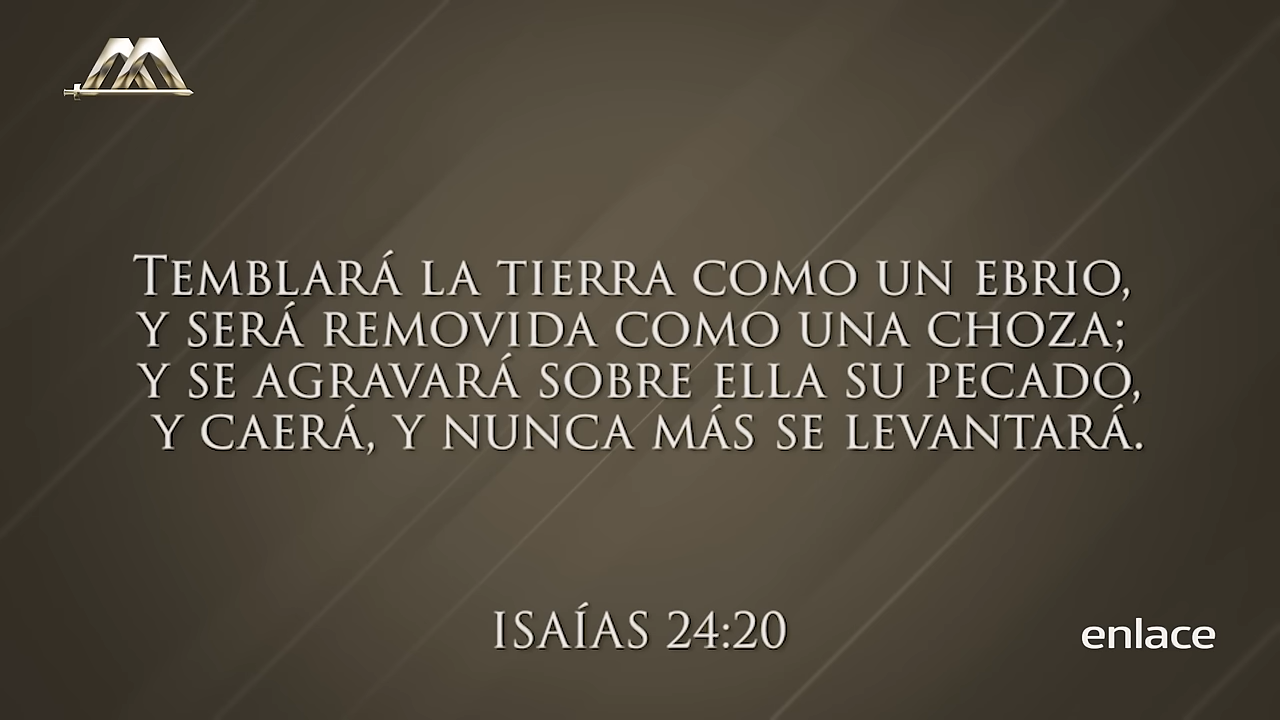 TEMBLARÁ LA TIERRA COMO UN EBRIO,
Y SERÁ REMOVIDA COMO UNA CHOZA;
Y SE AGRAVARÁ SOBRE ELLA SU PECADO,
Y CAERÁ, Y NUNCA MÁS SE LEVANTARÁ.
ISAÍAS 24:20
enlace